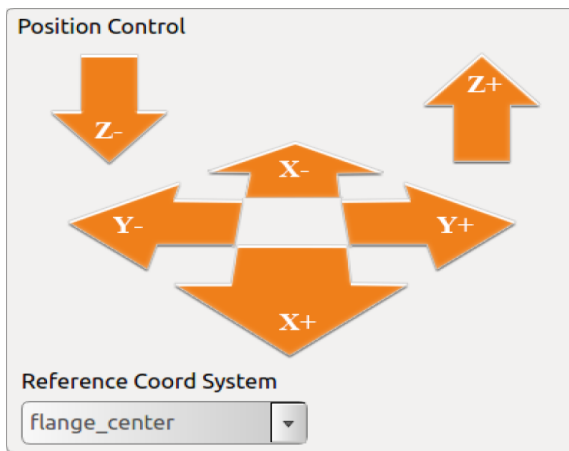 Position Control
Z-
Z+
X-
Y-
Y+
X+
Reference Coord System
flange_center